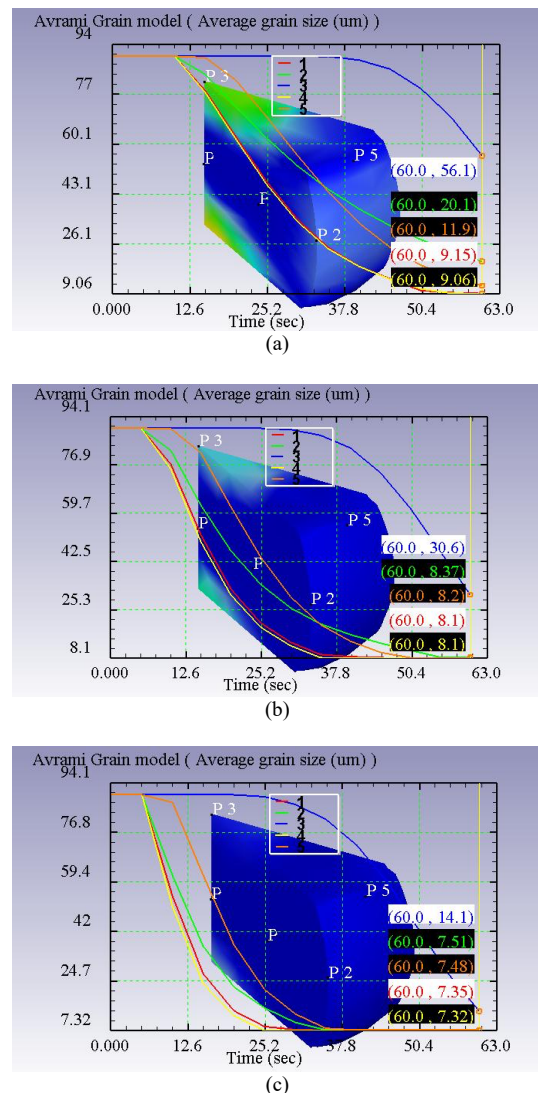 Avrami Grain model ( Average grain size (um) )
94
77
60.1
43.1
26.1
9.06
1
2
3
4
5
P 3
P
P
P 5
P 2
(60.0 , 56.1)
(60.0 , 20.1)
(60.0 , 11.9)
(60.0 , 9.15)
(60.0 , 9.06)
0.000 12.6 25.2 37.8 50.4 63.0
Time (sec)
(a)
Avrami Grain model ( Average grain size (um) )
94.1
76.9
59.7
42.5
25.3
8.1
1
2
3
4
5
P 3
P
P
P 5
P 2
(60.0 , 30.6)
(60.0 , 8.37)
(60.0 , 8.2)
(60.0 , 8.1)
(60.0 , 8.1)
0.000 12.6 25.2 37.8 50.4 63.0
Time (sec)
(b)
Avrami Grain model ( Average grain size (um) )
94.1
76.8
59.4
42
24.7
7.32
1
2
3
4
5
P 3
P
P
P 5
P 2
(60.0 , 14.1)
(60.0 , 7.51)
(60.0 , 7.48)
(60.0 , 7.35)
(60.0 , 7.32)
0.000 12.6 25.2 37.8 50.4 63.0
Time (sec)
(c)